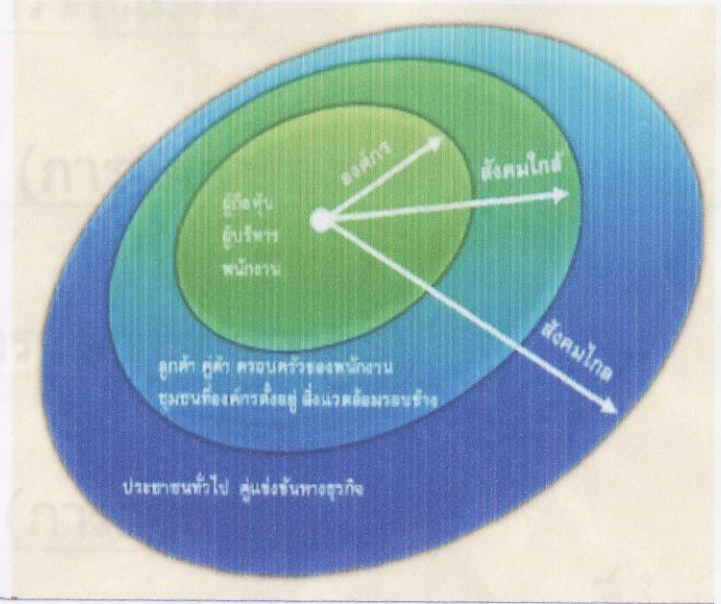 องค์กร
สังคมใกล้
ผู้ถือหุ้น
ผู้บริหาร
พนักงาน
สังคมไกล
ลูกค้า คู่ค้า ครอบครัวของพนักงาน
ชุมชนที่องค์กรตั้งอยู่ สิ่งแวดล้อมรอบข้าง
ประชาชนทั่วไป คู่แข่งขันทางธุรกิจ